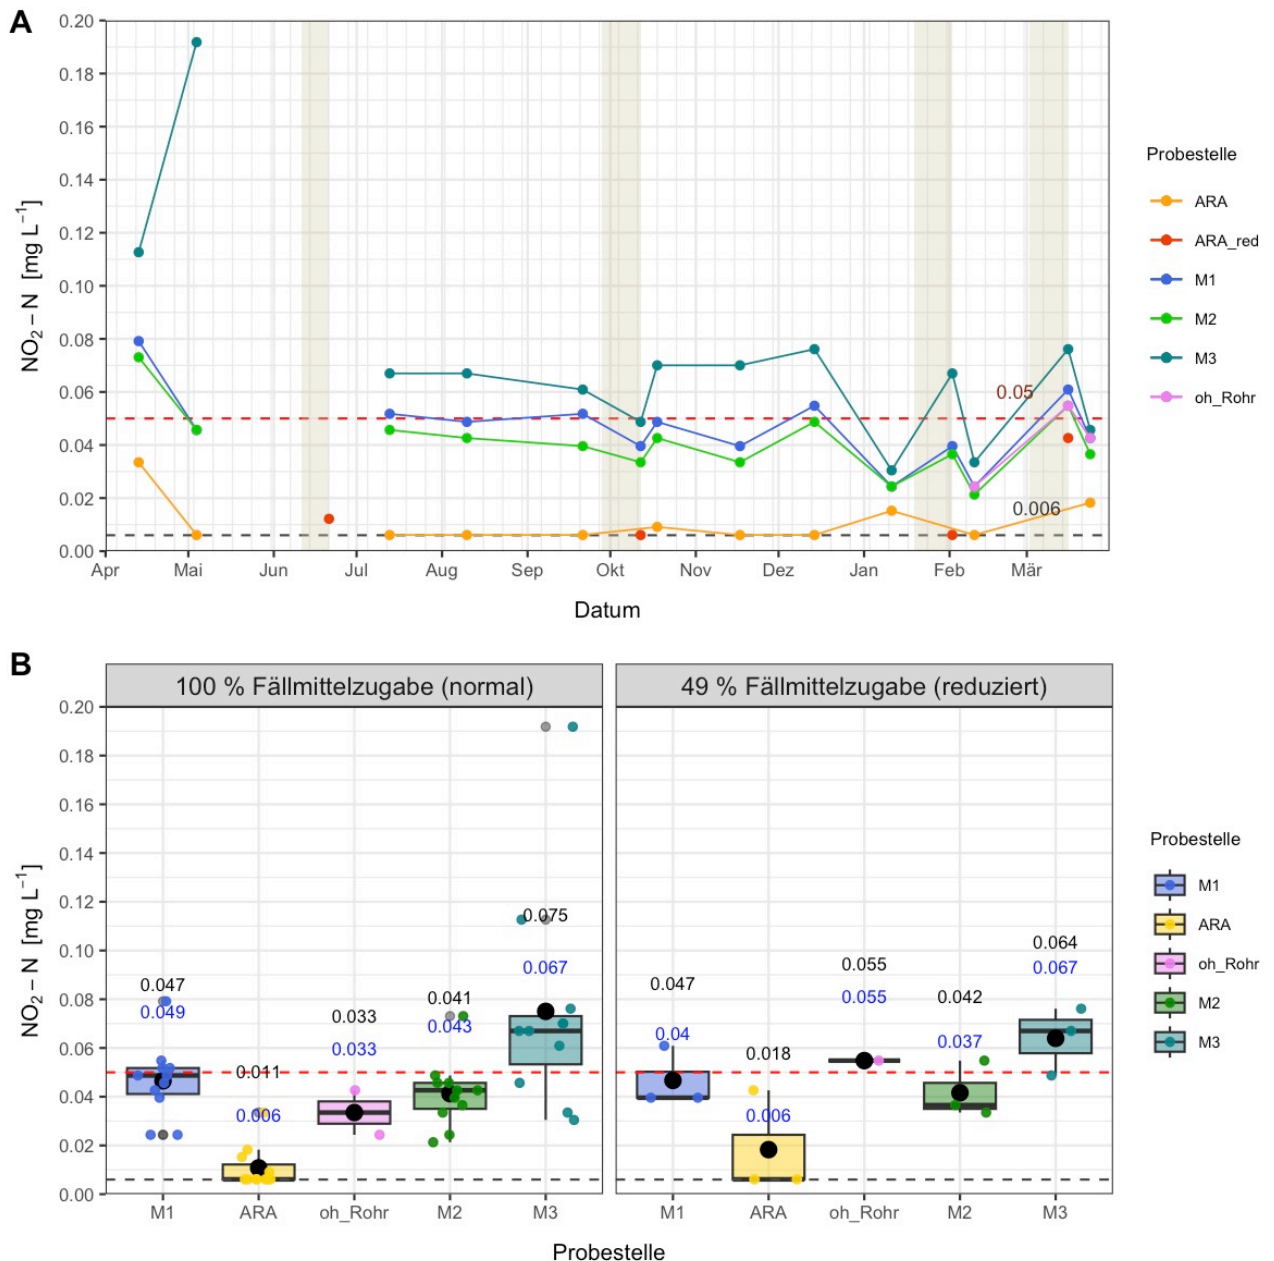 A
NO₂ – N [mg L⁻¹]
0.20
0.18
0.16
0.14
0.12
0.10
0.08
0.06
0.04
0.02
0.00
0.05
0.006
Apr Mai Jun Jul Aug Sep Okt Nov Dez Jan Feb Mär
Datum
Probestelle
ARA
ARA_red
M1
M2
M3
oh_Rohr
B
100 % Fällmittelzugabe (normal)
49 % Fällmittelzugabe (reduziert)
NO₂ – N [mg L⁻¹]
0.20
0.18
0.16
0.14
0.12
0.10
0.08
0.06
0.04
0.02
0.00
0.047
0.049
0.011
0.006
0.033
0.033
0.041
0.043
0.075
0.067
0.047
0.04
0.018
0.006
0.055
0.055
0.042
0.037
0.064
0.067
M1 ARA oh_Rohr M2 M3
M1 ARA oh_Rohr M2 M3
Probestelle
Probestelle
M1
ARA
oh_Rohr
M2
M3